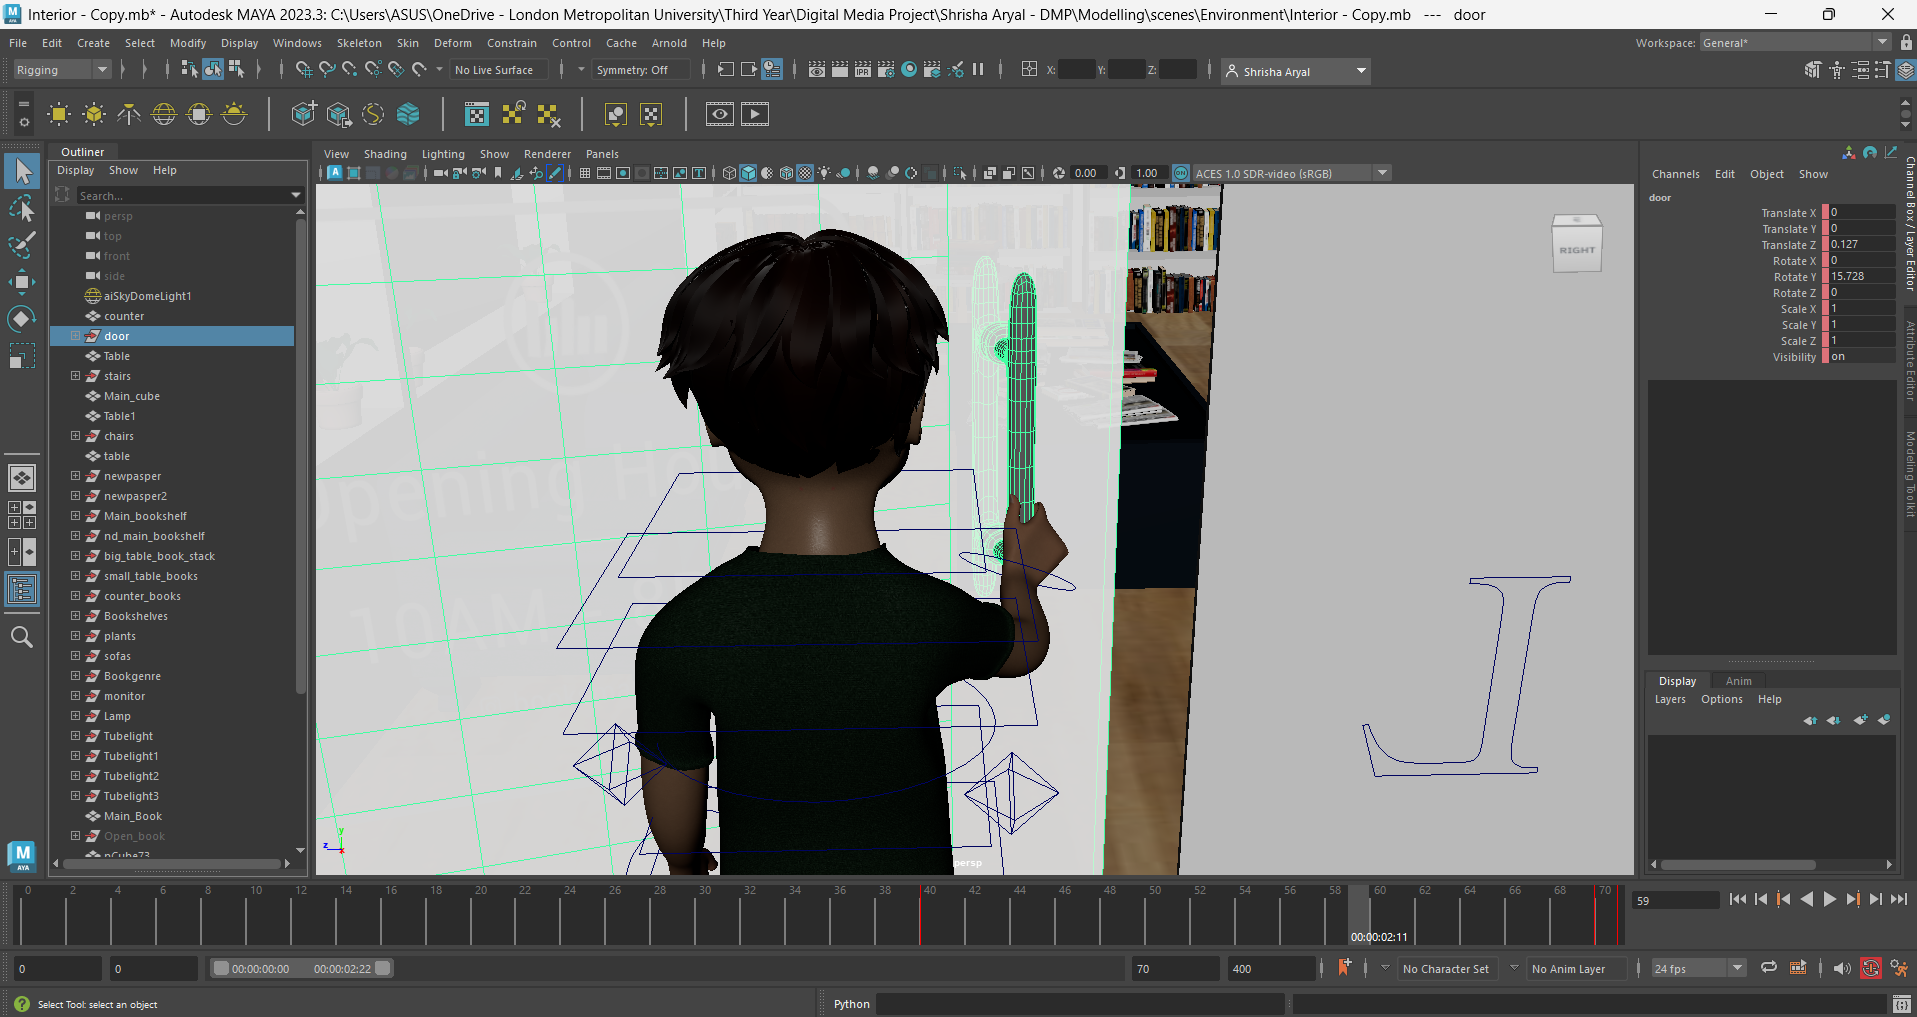 Interior - Copy.mb* - Autodesk MAYA 2023.3: C:\Users\ASUS\OneDrive - London Metropolitan University\Third Year\Digital Media Project\Shrisha Aryal - DMP\Modelling\scenes\Environment\Interior - Copy.mb --- door
File Edit Create Select Modify Display Windows Skeleton Skin Deform Constrain Control Cache Arnold Help
Workspace: General*
Rigging
No Live Surface
Symmetry: Off
IPR
X: Y: Z:
Shrisha Aryal
Outliner
Display Show Help
Search...
persp
top
front
side
aiSkyDomeLight1
counter
door
Table
stairs
Main_cube
Table1
chairs
table
newpasper
newpasper2
Main_bookshelf
nd_main_bookshelf
big_table_book_stack
small_table_books
counter_books
Bookshelves
plants
sofas
Bookgenre
monitor
Lamp
Tubelight
Tubelight1
Tubelight2
Tubelight3
Main_Book
Open_book
pCube73
View Shading Lighting Show Renderer Panels
0.00
1.00
ON
ACES 1.0 SDR-video (sRGB)
RIGHT
pening Ho
10AM
persp
y
z
x
Channels Edit Object Show
door
Translate X 0
Translate Y 0
Translate Z 0.127
Rotate X 0
Rotate Y 15.728
Rotate Z 0
Scale X 1
Scale Y 1
Scale Z 1
Visibility on
Channel Box / Layer Editor
Attribute Editor
Modeling Toolkit
Display Anim
Layers Options Help
M
AYA
0 2 4 6 8 10 12 14 16 18 20 22 24 26 28 30 32 34 36 38 40 42 44 46 48 50 52 54 56 58 60 62 64 66 68 70
00:00:02:11
59
0
0
00:00:00:00
00:00:02:22
70
400
No Character Set
No Anim Layer
24 fps
Select Tool: select an object
Python